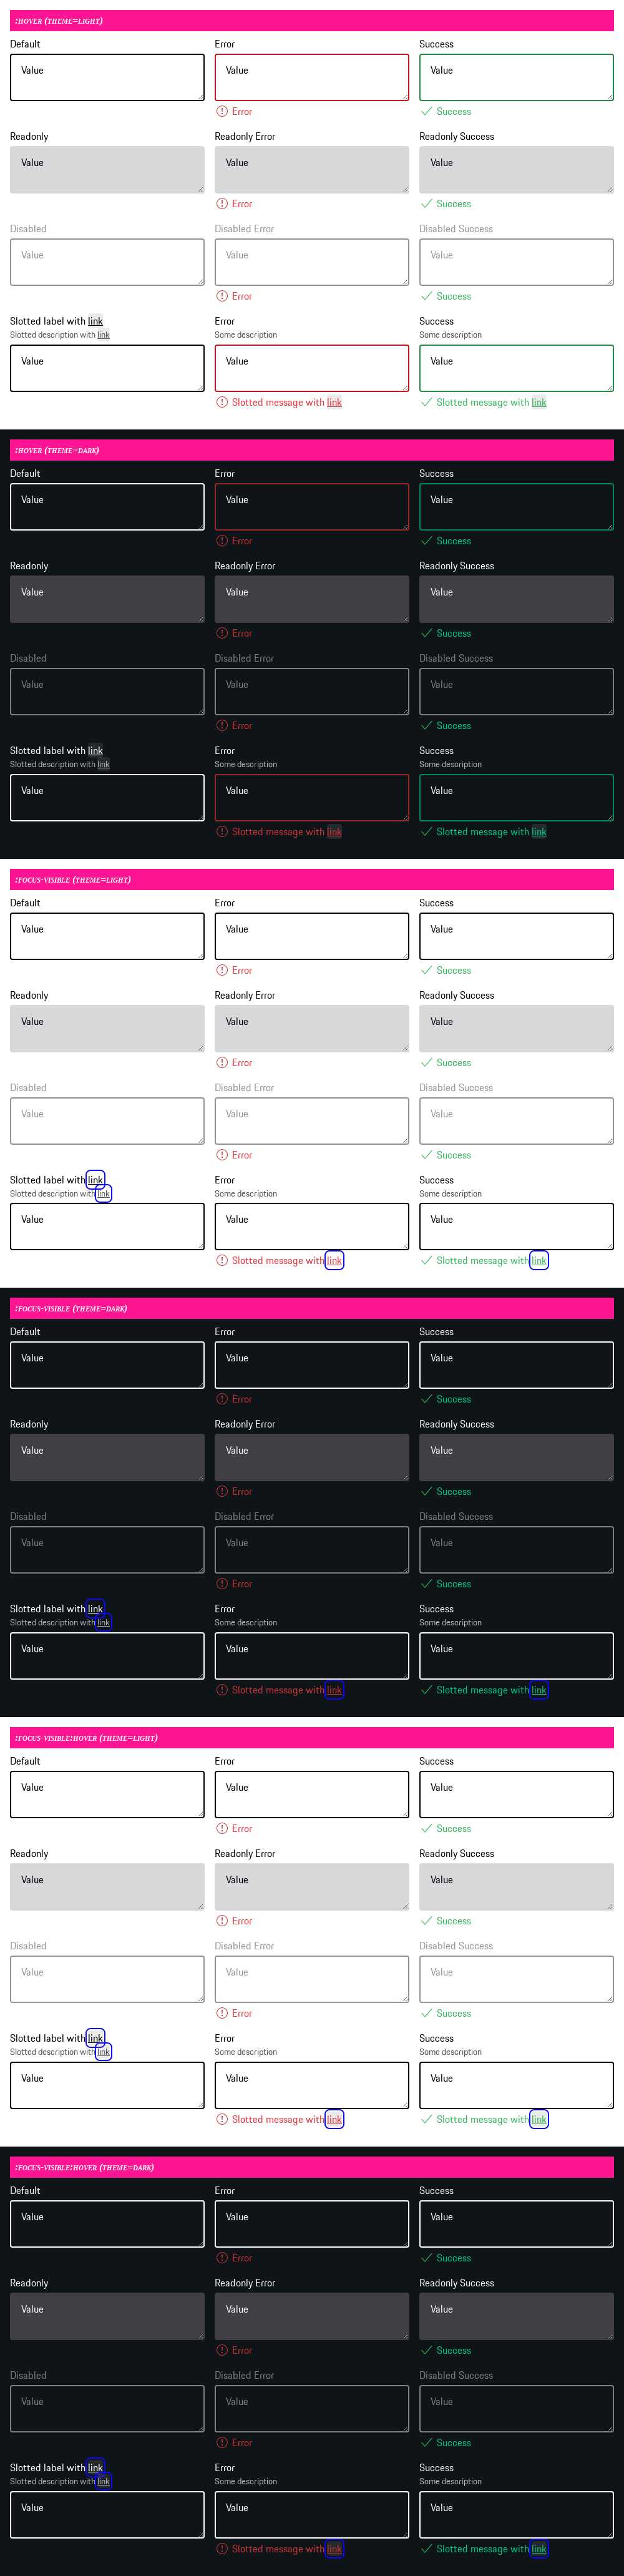 :HOVER (THEME=LIGHT)
Default Error Success
Value Value Value
Error Success
Readonly Readonly Error Readonly Success
Value Value Value
Error Success
Disabled Disabled Error Disabled Success
Value Value Value
Error Success
Slotted label with link Error Success
Slotted description with link Some description Some description
Value Value Value
Slotted message with link Slotted message with link
:HOVER (THEME=DARK)
Default Error Success
Value Value Value
Error Success
Readonly Readonly Error Readonly Success
Value Value Value
Error Success
Disabled Disabled Error Disabled Success
Value Value Value
Error Success
Slotted label with link Error Success
Slotted description with link Some description Some description
Value Value Value
Slotted message with link Slotted message with link
:FOCUS-VISIBLE (THEME=LIGHT)
Default Error Success
Value Value Value
Error Success
Readonly Readonly Error Readonly Success
Value Value Value
Error Success
Disabled Disabled Error Disabled Success
Value Value Value
Error Success
Slotted label with link Error Success
Slotted description with link Some description Some description
Value Value Value
Slotted message with link Slotted message with link
:FOCUS-VISIBLE (THEME=DARK)
Default Error Success
Value Value Value
Error Success
Readonly Readonly Error Readonly Success
Value Value Value
Error Success
Disabled Disabled Error Disabled Success
Value Value Value
Error Success
Slotted label with link Error Success
Slotted description with link Some description Some description
Value Value Value
Slotted message with link Slotted message with link
:FOCUS-VISIBLE:HOVER (THEME=LIGHT)
Default Error Success
Value Value Value
Error Success
Readonly Readonly Error Readonly Success
Value Value Value
Error Success
Disabled Disabled Error Disabled Success
Value Value Value
Error Success
Slotted label with link Error Success
Slotted description with link Some description Some description
Value Value Value
Slotted message with link Slotted message with link
:FOCUS-VISIBLE:HOVER (THEME=DARK)
Default Error Success
Value Value Value
Error Success
Readonly Readonly Error Readonly Success
Value Value Value
Error Success
Disabled Disabled Error Disabled Success
Value Value Value
Error Success
Slotted label with link Error Success
Slotted description with link Some description Some description
Value Value Value
Slotted message with link Slotted message with link